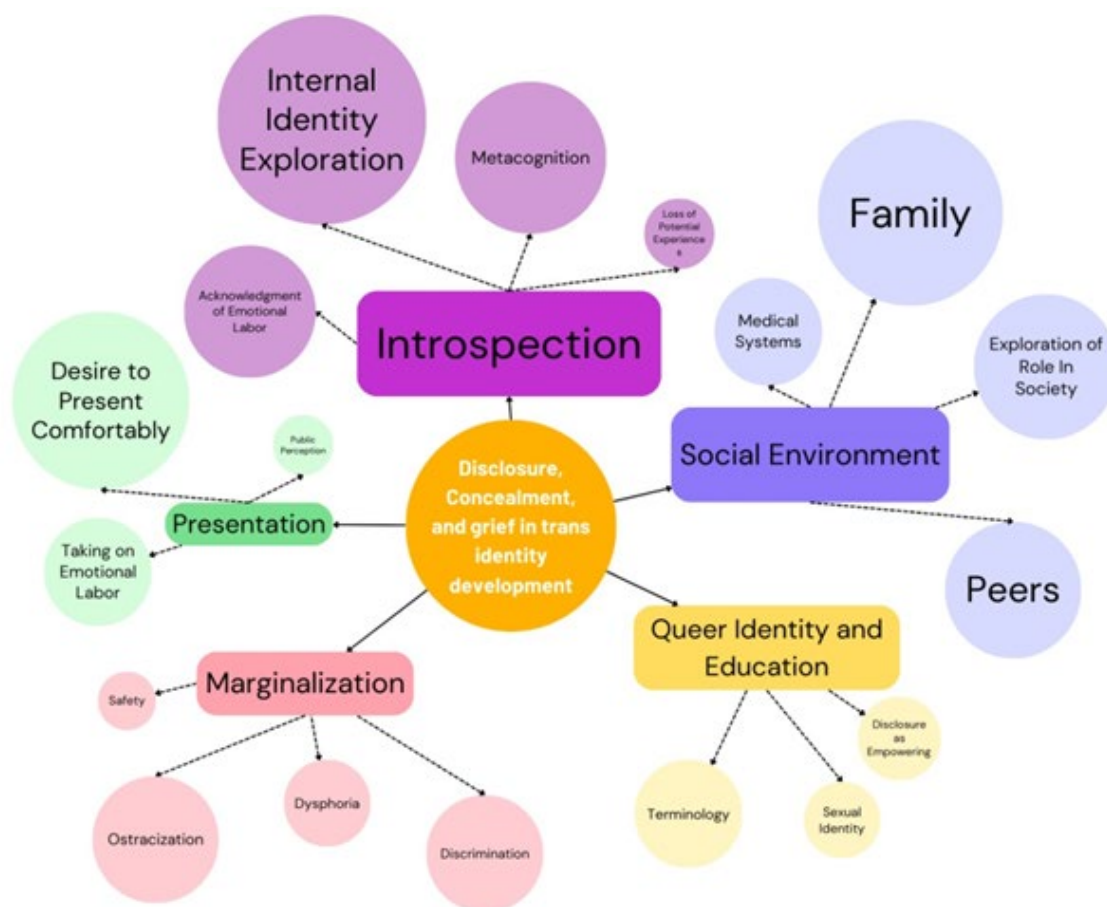 Internal
Identity
Exploration
Metacognition
Loss of
Potential
Experience
s
Acknowledgment
of Emotional
Labor
Introspection
Family
Medical
Systems
Exploration of
Role In
Society
Social Environment
Peers
Desire to
Present
Comfortably
Public
Perception
Presentation
Taking on
Emotional
Labor
Disclosure,
Concealment,
and grief in trans
identity
development
Marginalization
Safety
Ostracization
Dysphoria
Discrimination
Queer Identity and
Education
Disclosure
as
Empowering
Terminology
Sexual
Identity